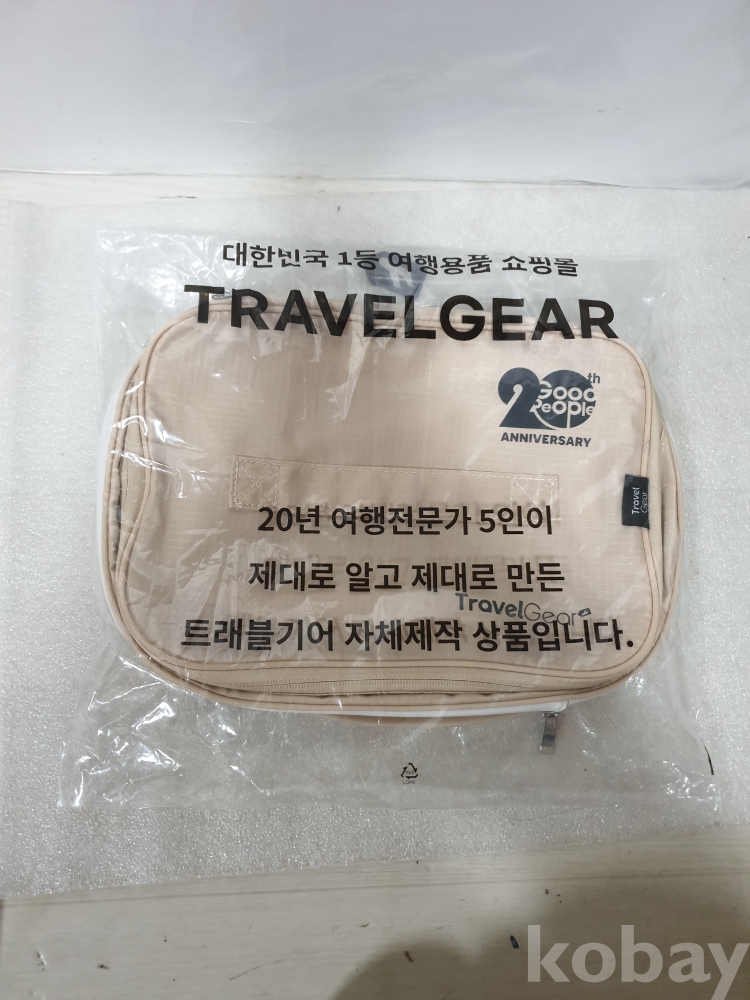 대한민국 1등 여행용품 쇼핑몰
TRAVELGEAR
20th
Good
People
ANNIVERSARY
Travel
Gear
20년 여행전문가 5인이
제대로 알고 제대로 만든
TravelGear
트래블기어 자체제작 상품입니다.
LDPE
kobay